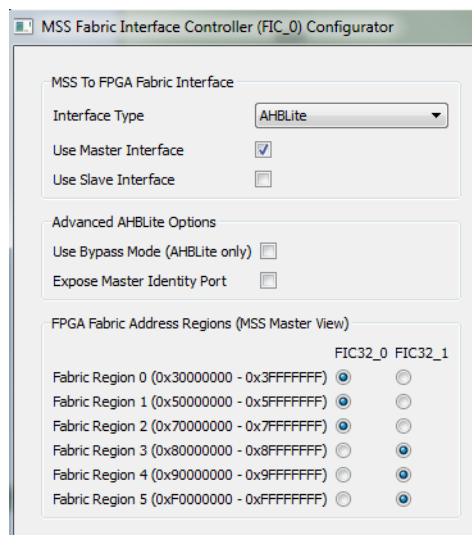 MSS Fabric Interface Controller (FIC_0) Configurator
MSS To FPGA Fabric Interface
Interface Type AHBLite
Use Master Interface
Use Slave Interface
Advanced AHBLite Options
Use Bypass Mode (AHBLite only)
Expose Master Identity Port
FPGA Fabric Address Regions (MSS Master View)
FIC32_0 FIC32_1
Fabric Region 0 (0x30000000 - 0x3FFFFFFF)
Fabric Region 1 (0x50000000 - 0x5FFFFFFF)
Fabric Region 2 (0x70000000 - 0x7FFFFFFF)
Fabric Region 3 (0x80000000 - 0x8FFFFFFF)
Fabric Region 4 (0x90000000 - 0x9FFFFFFF)
Fabric Region 5 (0xF0000000 - 0xFFFFFFFF)